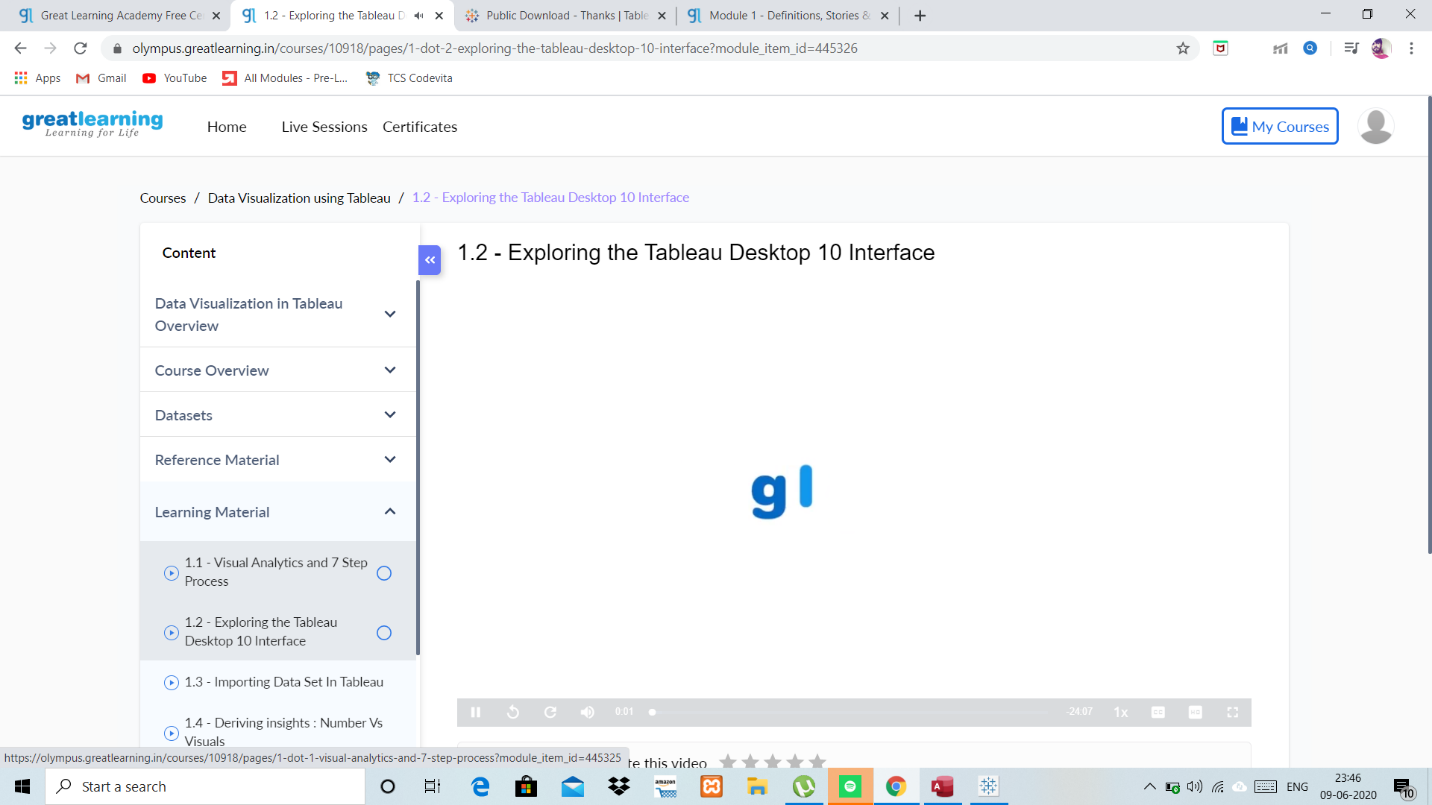 Great Learning Academy Free Ce
1.2 - Exploring the Tableau D
Public Download - Thanks | Table
Module 1 - Definitions, Stories &
olympus.greatlearning.in/courses/10918/pages/1-dot-2-exploring-the-tableau-desktop-10-interface?module_item_id=445326
Apps
Gmail
YouTube
All Modules - Pre-L...
TCS Codevita
greatlearning
Learning for Life
Home
Live Sessions
Certificates
My Courses
Courses / Data Visualization using Tableau / 1.2 - Exploring the Tableau Desktop 10 Interface
Content
Data Visualization in Tableau
Overview
Course Overview
Datasets
Reference Material
Learning Material
1.1 - Visual Analytics and 7 Step
Process
1.2 - Exploring the Tableau
Desktop 10 Interface
1.3 - Importing Data Set In Tableau
1.4 - Deriving insights : Number Vs
Visuals
«
1.2 - Exploring the Tableau Desktop 10 Interface
gl
0:01
-24:07
1x
te this video
https://olympus.greatlearning.in/courses/10918/pages/1-dot-1-visual-analytics-and-7-step-process?module_item_id=445325
Start a search
amazon
ENG
23:46
09-06-2020
10